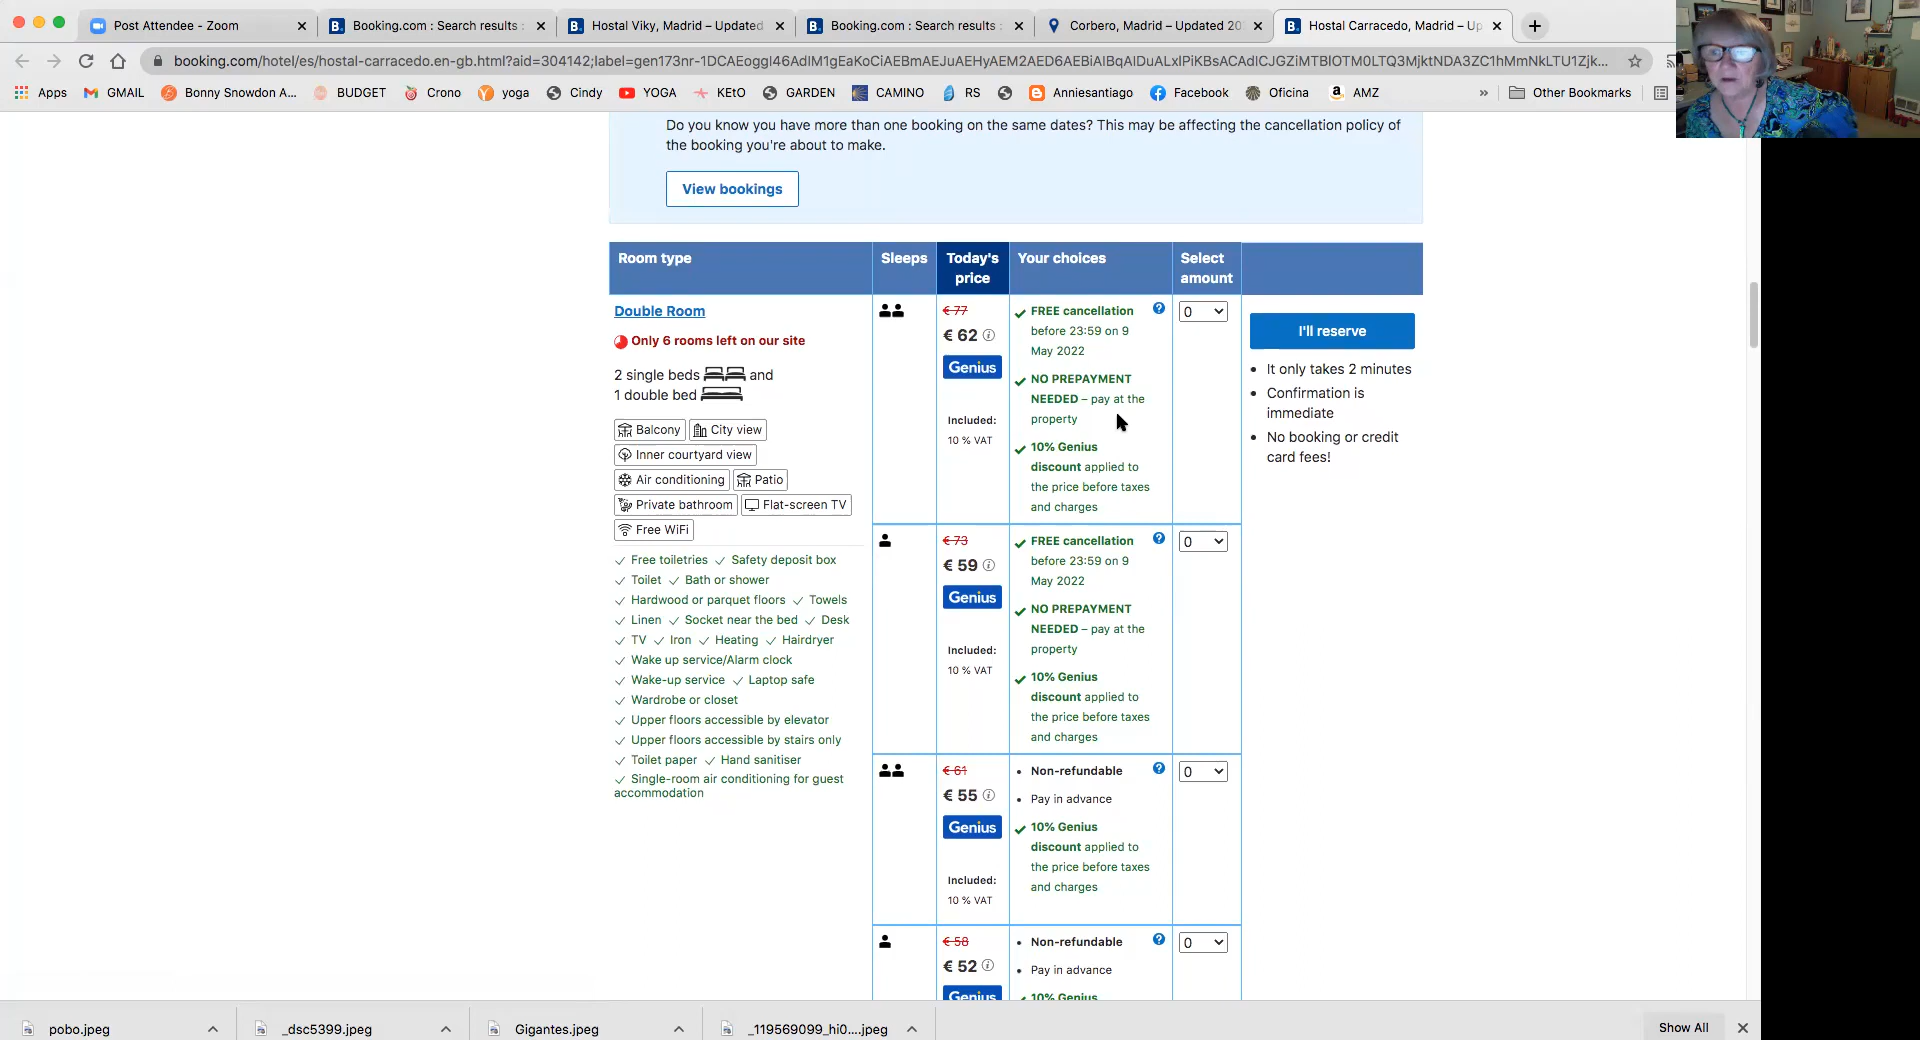 Post Attendee - Zoom
Booking.com : Search results :
Hostal Viky, Madrid – Updated
Booking.com : Search results :
Corbero, Madrid – Updated 20
Hostal Carracedo, Madrid – Up
booking.com/hotel/es/hostal-carracedo.en-gb.html?aid=304142;label=gen173nr-1DCAEoggI46AdIM1gEaKoCiAEBmAEJuAEHyAEM2AED6AEBiAIBqAIDuALxIPiKBsACAdICJGZiMTBlOTM0LTQ3MjktNDA3ZC1hMmNkLTU1Zjk...
Apps GMAIL Bonny Snowdon A... BUDGET Crono yoga Cindy YOGA KEtO GARDEN CAMINO RS Anniesantiago Facebook Oficina AMZ » Other Bookmarks
Do you know you have more than one booking on the same dates? This may be affecting the cancellation policy of
the booking you're about to make.
View bookings
Room type
Sleeps
Today's
price
Your choices
Select
amount
Double Room
Only 6 rooms left on our site
2 single beds and
1 double bed
Balcony City view
Inner courtyard view
Air conditioning Patio
Private bathroom Flat-screen TV
Free WiFi
Free toiletries Safety deposit box
Toilet Bath or shower
Hardwood or parquet floors Towels
Linen Socket near the bed Desk
TV Iron Heating Hairdryer
Wake up service/Alarm clock
Wake-up service Laptop safe
Wardrobe or closet
Upper floors accessible by elevator
Upper floors accessible by stairs only
Toilet paper Hand sanitiser
Single-room air conditioning for guest
accommodation
€ 77
€ 62
Genius
Included:
10 % VAT
FREE cancellation
before 23:59 on 9
May 2022
NO PREPAYMENT
NEEDED – pay at the
property
10% Genius
discount applied to
the price before taxes
and charges
0
I'll reserve
• It only takes 2 minutes
• Confirmation is
immediate
• No booking or credit
card fees!
€ 73
€ 59
Genius
Included:
10 % VAT
FREE cancellation
before 23:59 on 9
May 2022
NO PREPAYMENT
NEEDED – pay at the
property
10% Genius
discount applied to
the price before taxes
and charges
0
€ 61
€ 55
Genius
Included:
10 % VAT
• Non-refundable
• Pay in advance
10% Genius
discount applied to
the price before taxes
and charges
0
€ 58
€ 52
Genius
• Non-refundable
• Pay in advance
10% Genius
0
pobo.jpeg
_dsc5399.jpeg
Gigantes.jpeg
_119569099_hi0....jpeg
Show All